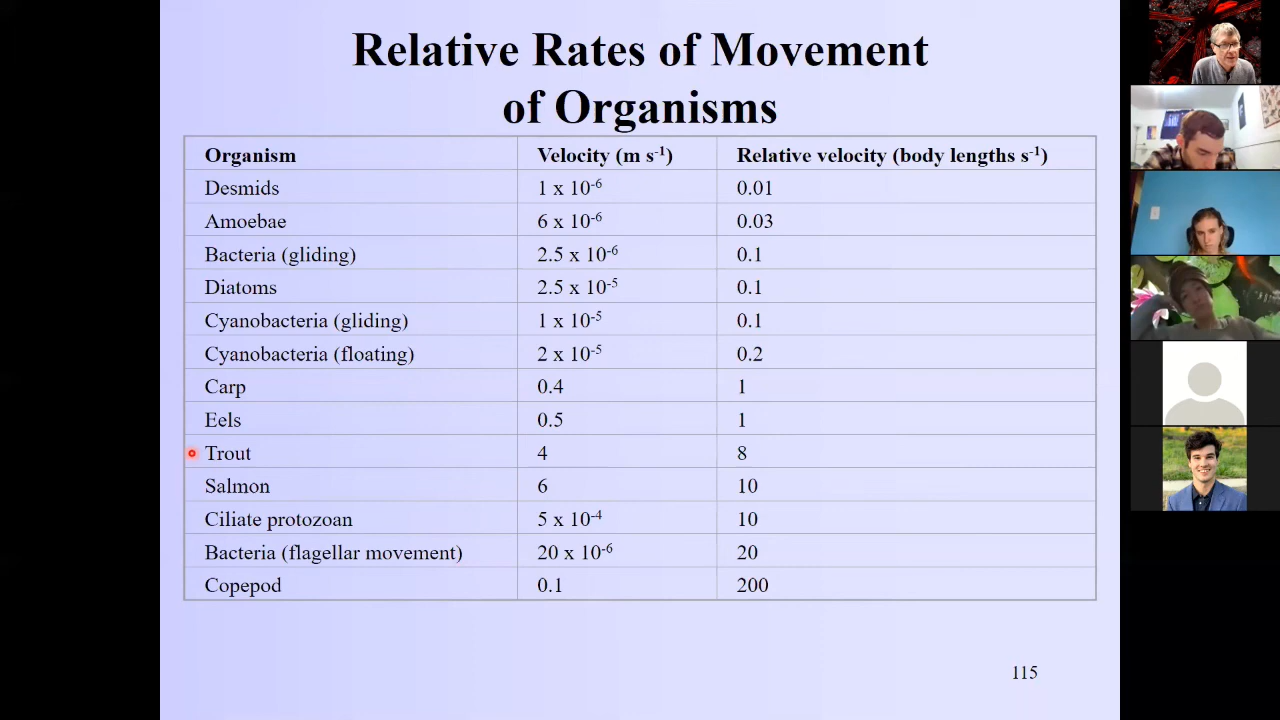 Relative Rates of Movement
of Organisms
Organism Velocity (m s⁻¹) Relative velocity (body lengths s⁻¹)
Desmids 1 x 10⁻⁶ 0.01
Amoebae 6 x 10⁻⁶ 0.03
Bacteria (gliding) 2.5 x 10⁻⁶ 0.1
Diatoms 2.5 x 10⁻⁵ 0.1
Cyanobacteria (gliding) 1 x 10⁻⁵ 0.1
Cyanobacteria (floating) 2 x 10⁻⁵ 0.2
Carp 0.4 1
Eels 0.5 1
Trout 4 8
Salmon 6 10
Ciliate protozoan 5 x 10⁻⁴ 10
Bacteria (flagellar movement) 20 x 10⁻⁶ 20
Copepod 0.1 200
115